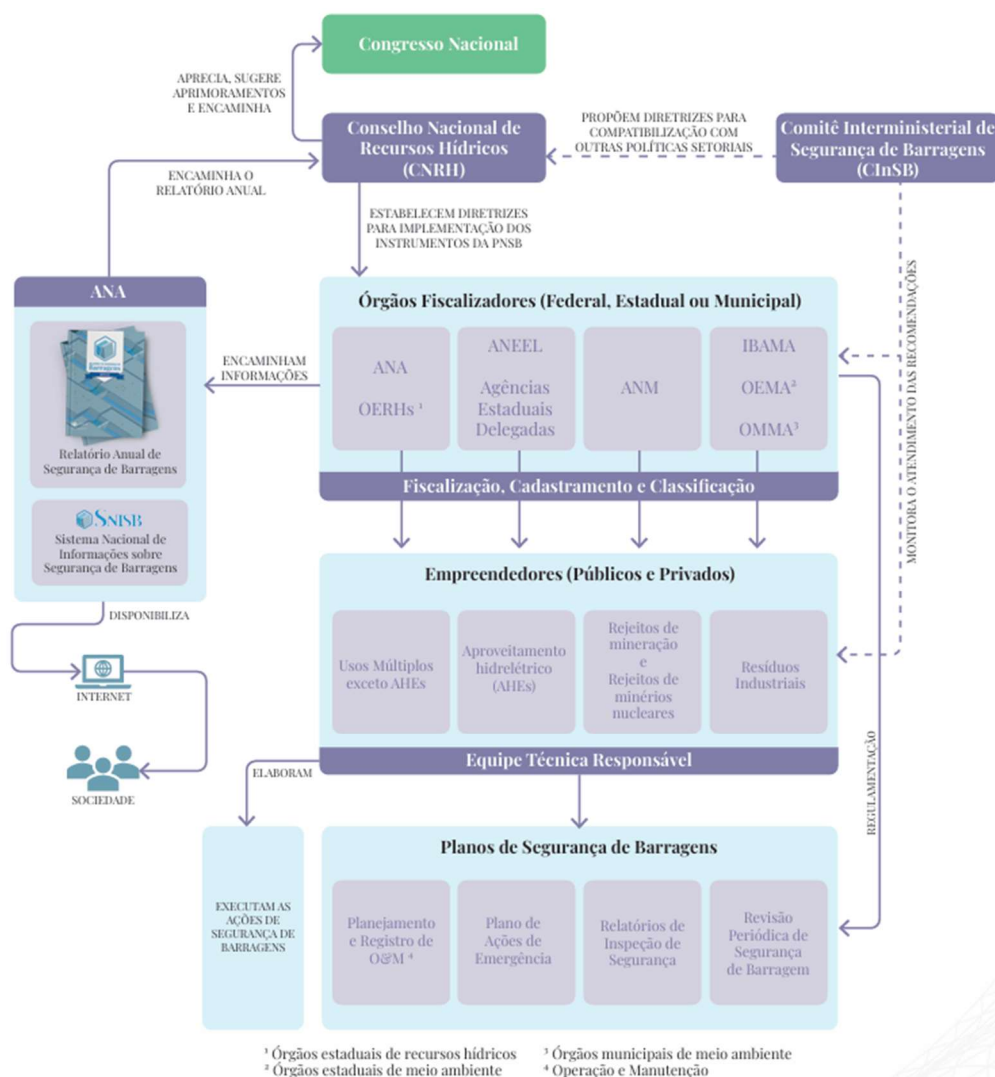 Congresso Nacional
APRECIA, SUGERE
APRIMORAMENTOS
E ENCAMINHA
Conselho Nacional de
Recursos Hídricos
(CNRH)
PROPÕEM DIRETRIZES PARA
COMPATIBILIZAÇÃO COM
OUTRAS POLÍTICAS SETORIAIS
Comitê Interministerial de
Segurança de Barragens
(CInSB)
ENCAMINHA O
RELATÓRIO ANUAL
ESTABELECEM DIRETRIZES
PARA IMPLEMENTAÇÃO DOS
INSTRUMENTOS DA PNSB
ANA
Barragens
Relatório Anual de
Segurança de Barragens
SNISB
Sistema Nacional de
Informações sobre
Segurança de Barragens
ENCAMINHAM
INFORMAÇÕES
Órgãos Fiscalizadores (Federal, Estadual ou Municipal)
ANA
OERHs ¹
ANEEL
Agências
Estaduais
Delegadas
ANM
IBAMA
OEMA²
OMMA³
Fiscalização, Cadastramento e Classificação
MONITORA O ATENDIMENTO DAS RECOMENDAÇÕES
DISPONIBILIZA
INTERNET
SOCIEDADE
Empreendedores (Públicos e Privados)
Usos Múltiplos
exceto AHEs
Aproveitamento
hidrelétrico
(AHEs)
Rejeitos de
mineração
e
Rejeitos de
minérios
nucleares
Resíduos
Industriais
Equipe Técnica Responsável
ELABORAM
REGULAMENTAÇÃO
EXECUTAM AS
AÇÕES DE
SEGURANÇA DE
BARRAGENS
Planos de Segurança de Barragens
Planejamento
e Registro de
O&M ⁴
Plano de
Ações de
Emergência
Relatórios de
Inspeção de
Segurança
Revisão
Periódica de
Segurança
de Barragem
¹ Órgãos estaduais de recursos hídricos
² Órgãos estaduais de meio ambiente
³ Órgãos municipais de meio ambiente
⁴ Operação e Manutenção